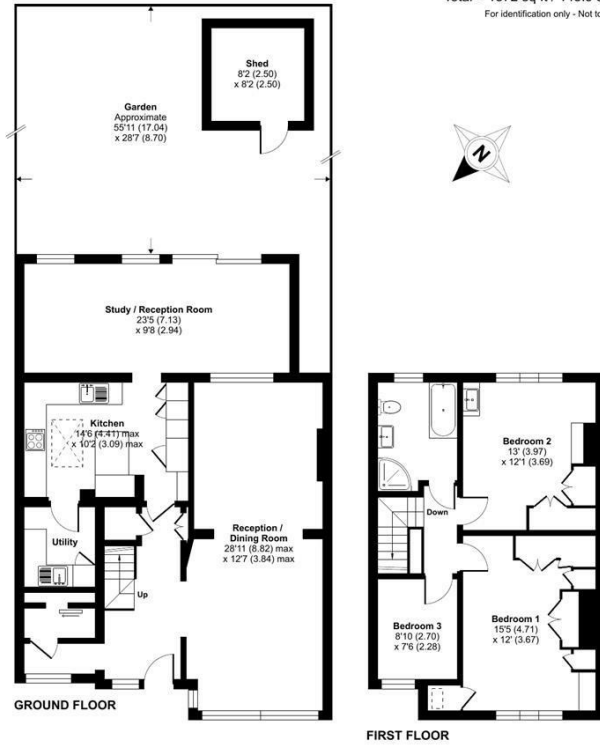 For identification only - Not to
Shed
8'2 (2.50)
x 8'2 (2.50)
Garden
Approximate
55'11 (17.04)
x 28'7 (8.70)
N
Study / Reception Room
23'5 (7.13)
x 9'8 (2.94)
Kitchen
14'6 (4.41) max
x 10'2 (3.09) max
Utility
Reception /
Dining Room
28'11 (8.82) max
x 12'7 (3.84) max
Up
GROUND FLOOR
Bedroom 2
13' (3.97)
x 12'1 (3.69)
Down
Bedroom 3
8'10 (2.70)
x 7'6 (2.28)
Bedroom 1
15'5 (4.71)
x 12' (3.67)
FIRST FLOOR